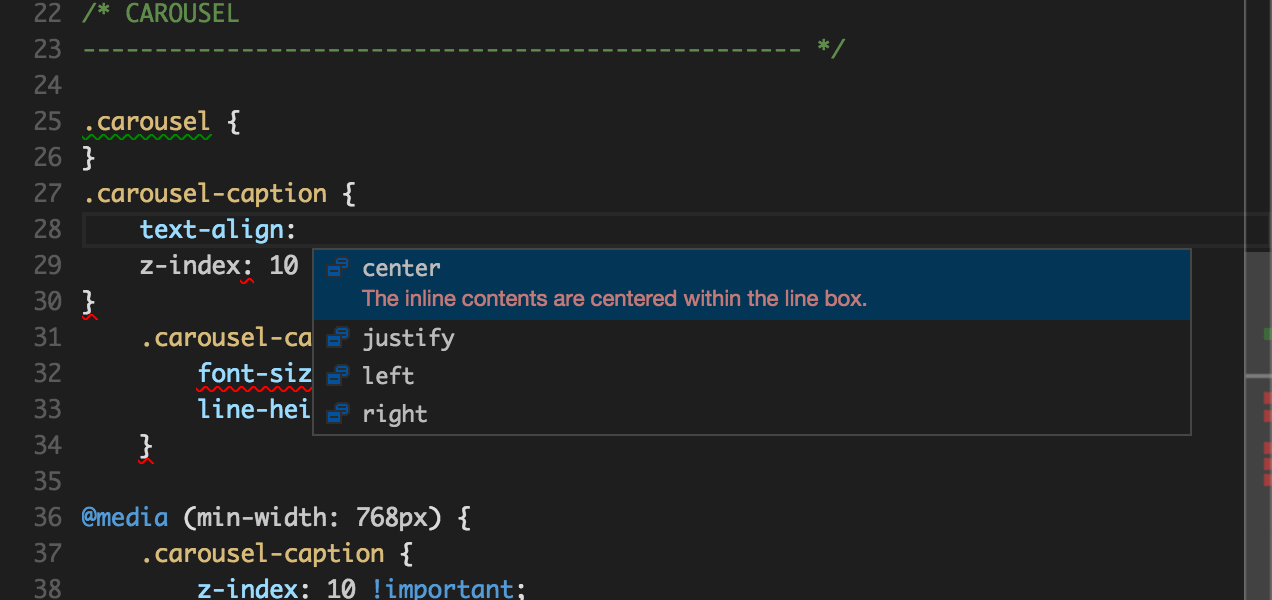 22 /* CAROUSEL
23 -------------------------------------------------- */
24
25 .carousel {
26 }
27 .carousel-caption {
28 text-align:
29 z-index: 10
center
The inline contents are centered within the line box.
30 }
31 .carousel-ca
justify
32 font-siz
left
33 line-hei
right
34 }
35
36 @media (min-width: 768px) {
37 .carousel-caption {
38 z-index: 10 !important;